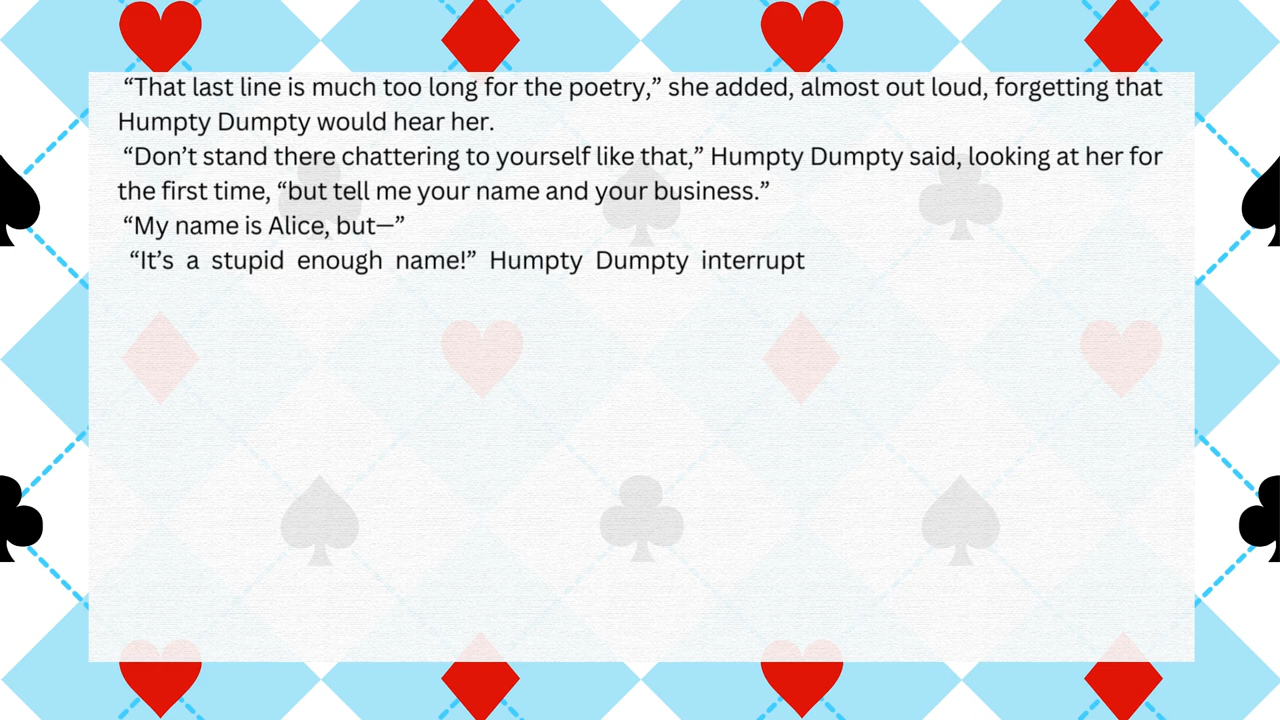 “That last line is much too long for the poetry,” she added, almost out loud, forgetting that
Humpty Dumpty would hear her.
“Don’t stand there chattering to yourself like that,” Humpty Dumpty said, looking at her for
the first time, “but tell me your name and your business.”
“My name is Alice, but—”
“It’s a stupid enough name!” Humpty Dumpty interrupt